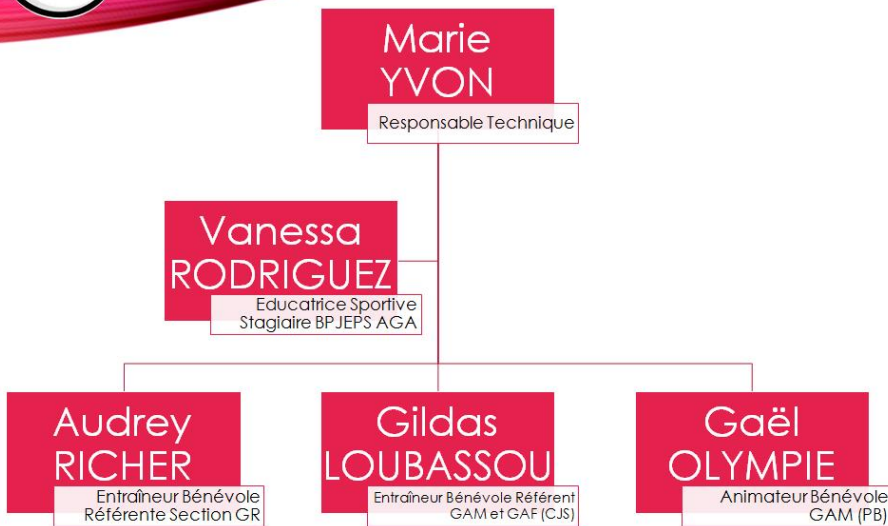 Marie
YVON
Responsable Technique
Vanessa
RODRIGUEZ
Educatrice Sportive
Stagiaire BPJEPS AGA
Audrey
RICHER
Entraîneur Bénévole
Référente Section GR
Gildas
LOUBASSOU
Entraîneur Bénévole Référent
GAM et GAF (CJS)
Gaël
OLYMPIE
Animateur Bénévole
GAM (PB)